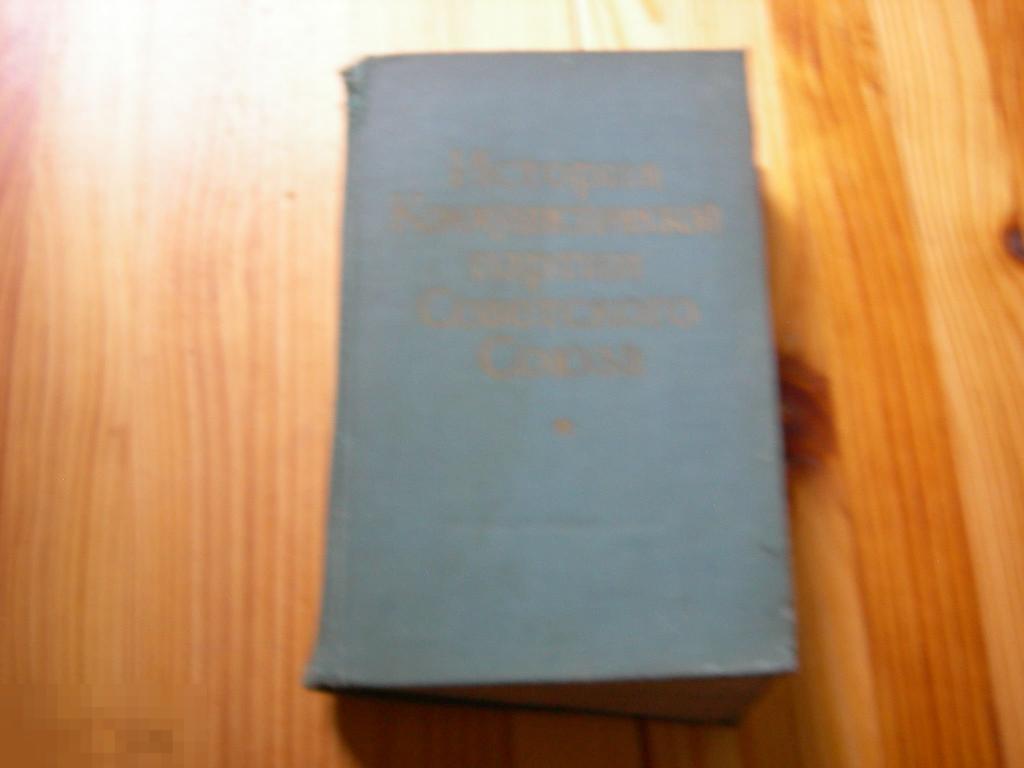 История
Коммунистической
партии
Советского
Союза